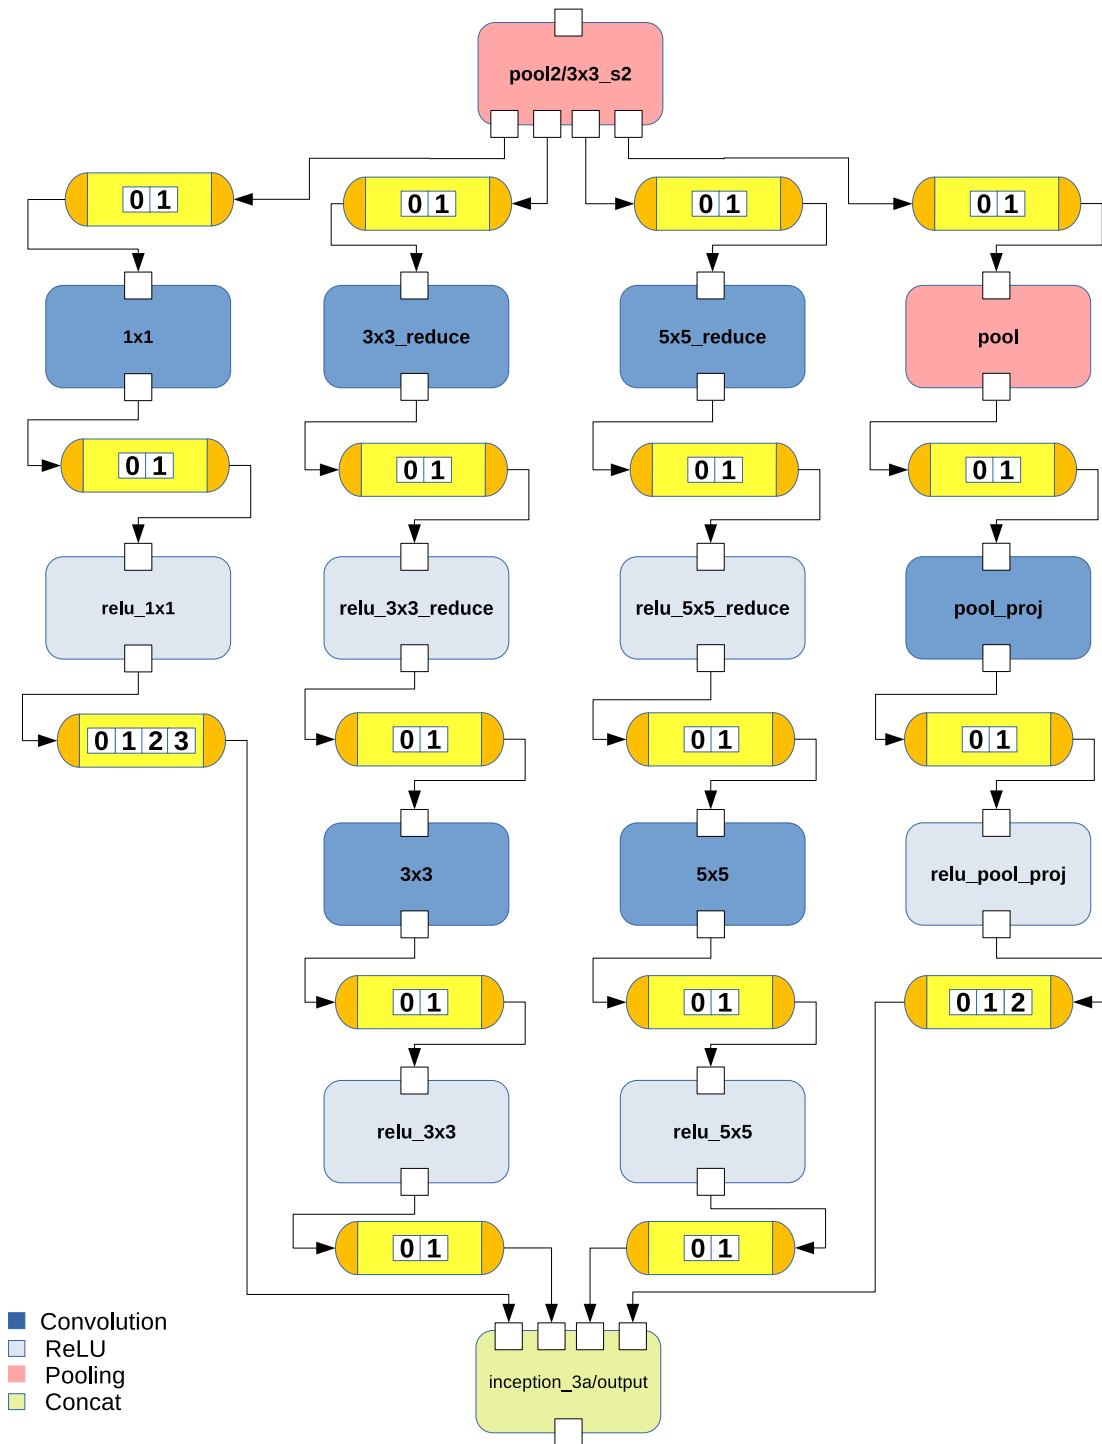 pool2/3x3_s2
0 1
0 1
0 1
0 1
1x1
3x3_reduce
5x5_reduce
pool
0 1
0 1
0 1
0 1
relu_1x1
relu_3x3_reduce
relu_5x5_reduce
pool_proj
0 1 2 3
0 1
0 1
0 1
3x3
5x5
relu_pool_proj
0 1
0 1
0 1 2
relu_3x3
relu_5x5
0 1
0 1
Convolution
ReLU
Pooling
Concat
inception_3a/output